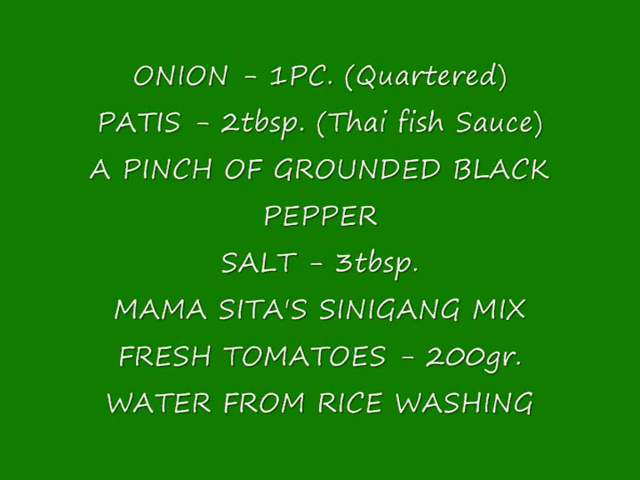 ONION - 1PC. (Quartered)
PATIS - 2tbsp. (Thai fish Sauce)
A PINCH OF GROUNDED BLACK
PEPPER
SALT - 3tbsp.
MAMA SITA'S SINIGANG MIX
FRESH TOMATOES - 200gr.
WATER FROM RICE WASHING